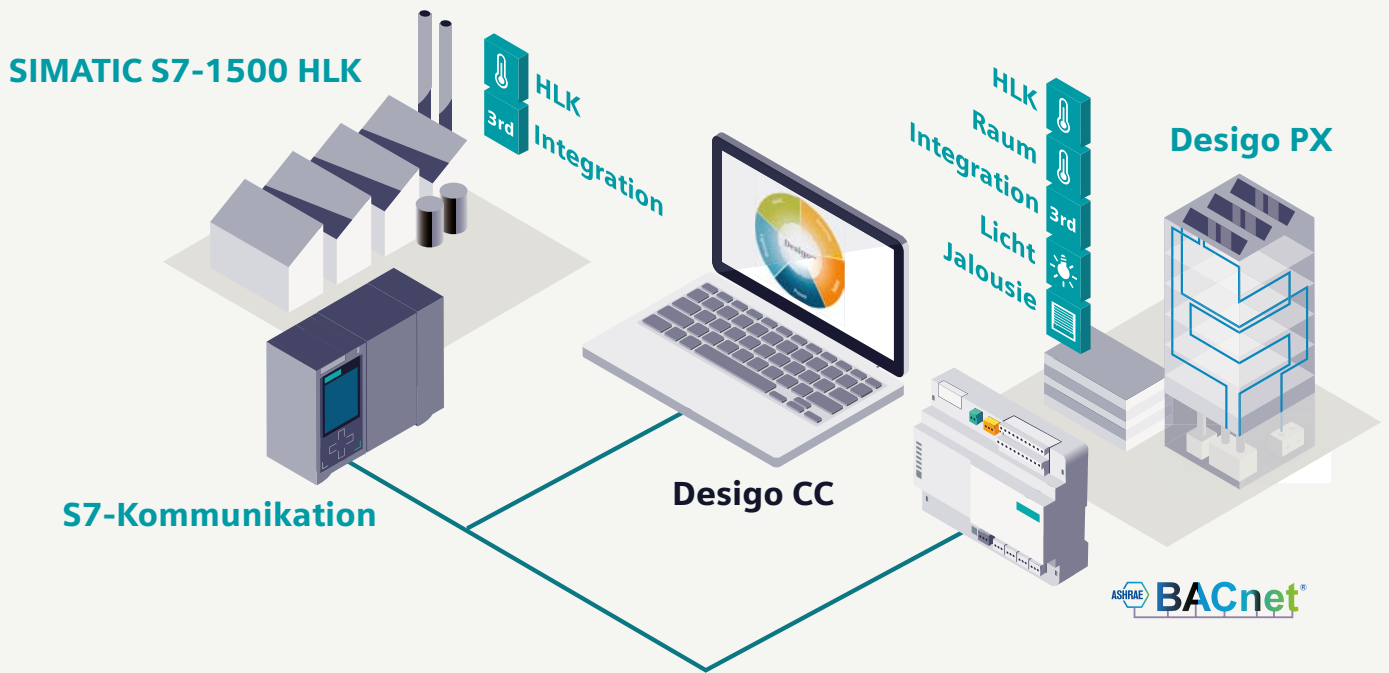 SIMATIC S7-1500 HLK
HLK
3rd
Integration
HLK
Raum
Integration
3rd
Licht
Jalousie
Desigo PX
Desigo
Desigo CC
S7-Kommunikation
ASHRAE BACnet®